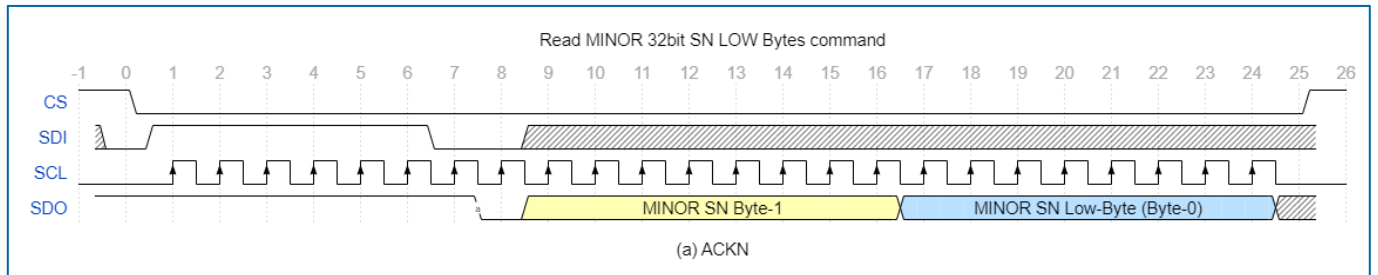 Read MINOR 32bit SN LOW Bytes command
-1 0 1 2 3 4 5 6 7 8 9 10 11 12 13 14 15 16 17 18 19 20 21 22 23 24 25 26
CS
SDI
SCL
SDO a MINOR SN Byte-1 MINOR SN Low-Byte (Byte-0)
(a) ACKN